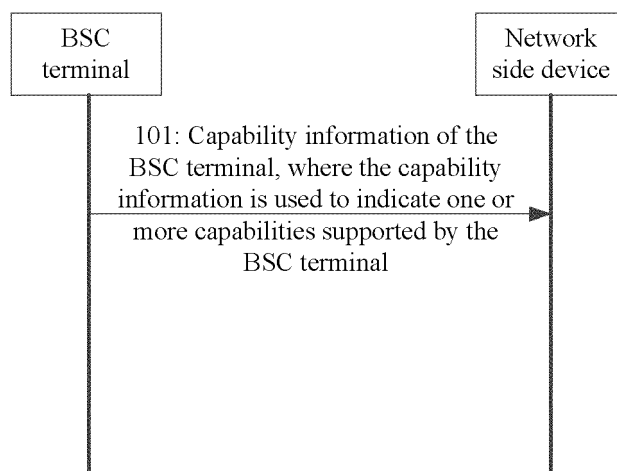 BSC
terminal
Network
side device
101: Capability information of the
BSC terminal, where the capability
information is used to indicate one or
more capabilities supported by the
BSC terminal